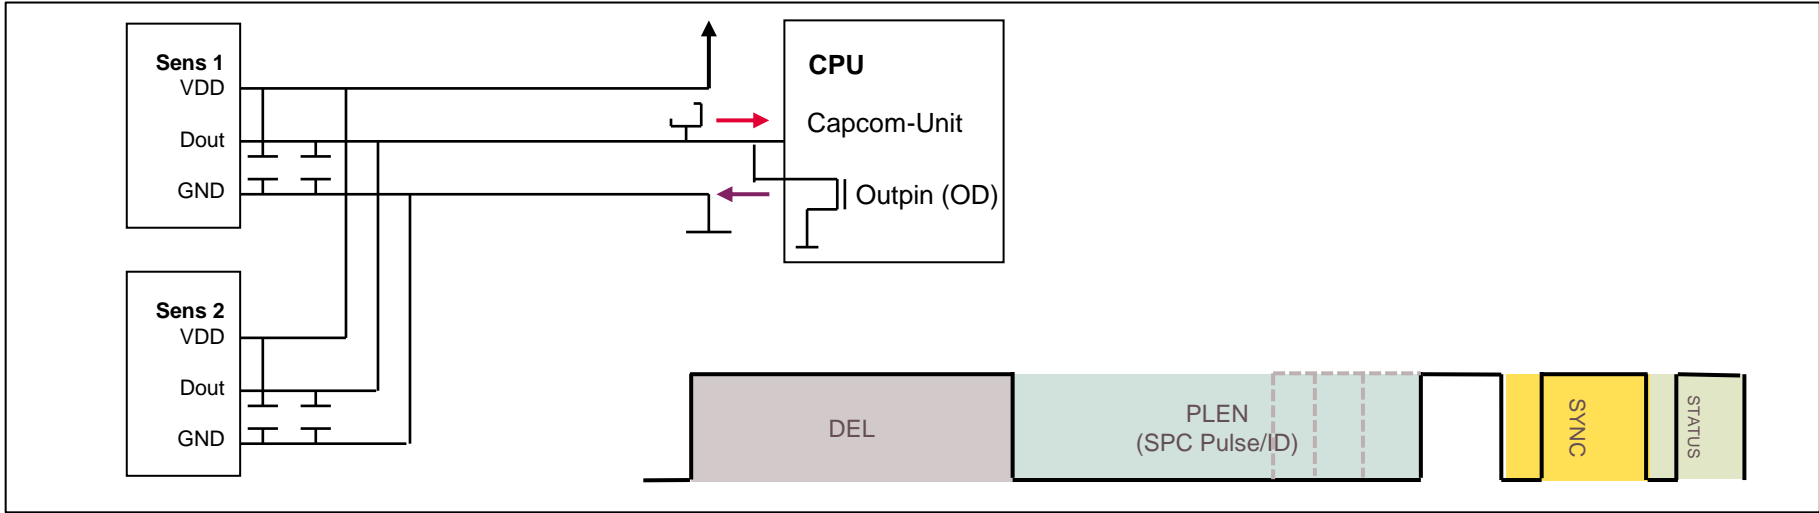 Sens 1
VDD
Dout
GND
CPU
Capcom-Unit
Outpin (OD)
Sens 2
VDD
Dout
GND
DEL
PLEN
(SPC Pulse/ID)
SYNC
STATUS